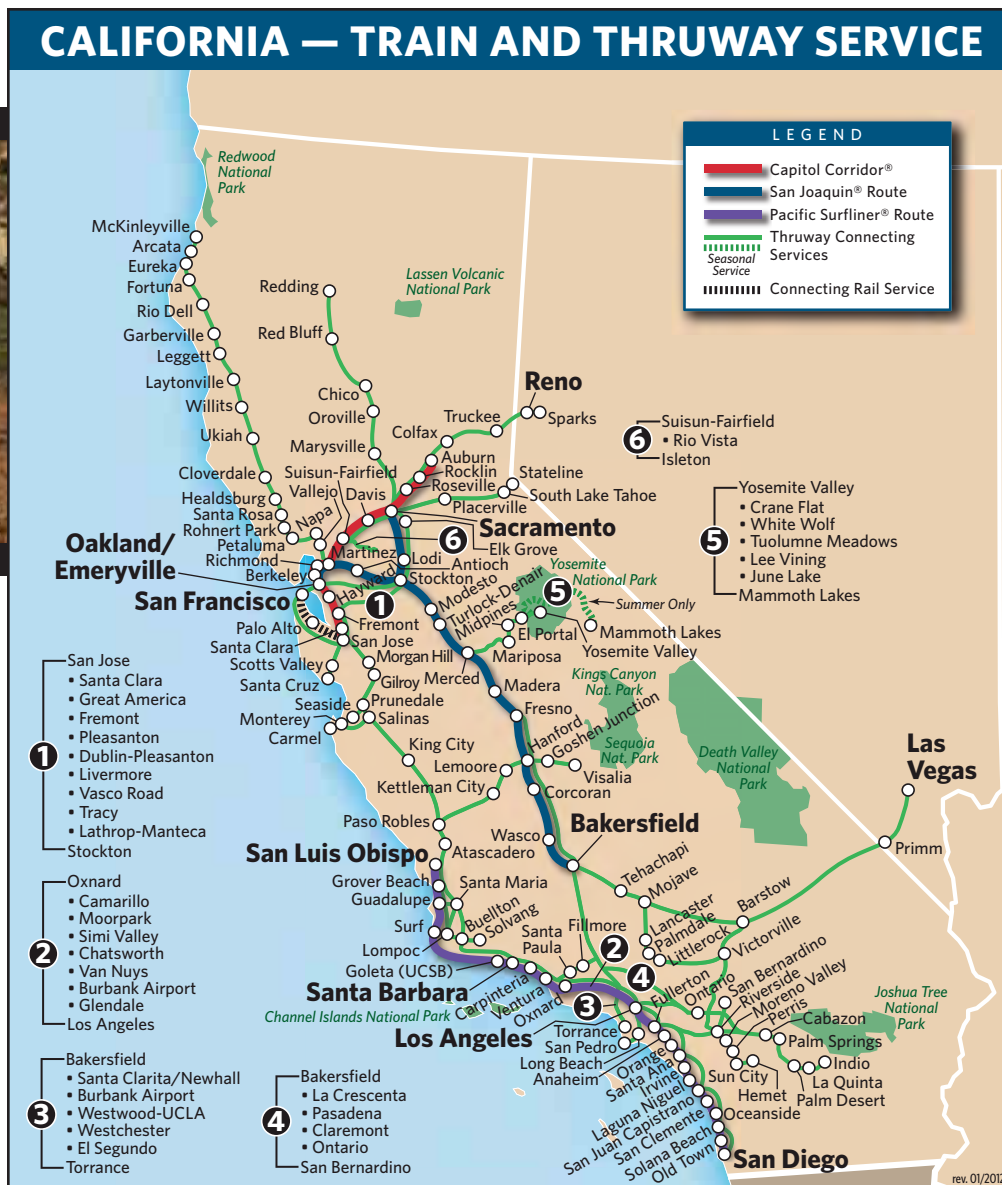 CALIFORNIA — TRAIN AND THRUWAY SERVICE
LEGEND
Capitol Corridor®
San Joaquin® Route
Pacific Surfliner® Route
Thruway Connecting
Services
Seasonal
Service
Connecting Rail Service
Redwood
National
Park
McKinleyville
Arcata
Eureka
Fortuna
Rio Dell
Garberville
Leggett
Laytonville
Willits
Ukiah
Cloverdale
Healdsburg
Santa Rosa
Rohnert Park
Petaluma
Napa
Vallejo
Suisun-Fairfield
Davis
Lassen Volcanic
National Park
Redding
Red Bluff
Chico
Oroville
Marysville
Reno
Sparks
Truckee
Colfax
Auburn
Rocklin
Roseville
Stateline
South Lake Tahoe
Placerville
Sacramento
Elk Grove
6
Lodi
Martinez
Antioch
Oakland/
Emeryville
Richmond
Berkeley
Hayward
Stockton
1
San Francisco
Fremont
Palo Alto
Santa Clara
San Jose
Scotts Valley
Santa Cruz
Morgan Hill
Gilroy
Prunedale
Seaside
Monterey
Salinas
Carmel
Modesto
Turlock-Denair
Midpines
Yosemite
National Park
5
Summer Only
El Portal
Mammoth Lakes
Yosemite Valley
Mariposa
Merced
Madera
Fresno
Kings Canyon
Nat. Park
Sequoia
Nat. Park
Hanford
Goshen Junction
Visalia
Lemoore
Corcoran
King City
Kettleman City
Paso Robles
Atascadero
Wasco
Bakersfield
Death Valley
National
Park
Las
Vegas
Primm
San Luis Obispo
Grover Beach
Guadalupe
Santa Maria
Surf
Buellton
Solvang
Lompoc
Goleta (UCSB)
Santa Barbara
Channel Islands National Park
Carpinteria
Ventura
Oxnard
Santa
Paula
Fillmore
2
4
3
Tehachapi
Mojave
Lancaster
Palmdale
Littlerock
Barstow
Victorville
Los Angeles
Torrance
San Pedro
Long Beach
Anaheim
Fullerton
Ontario
San Bernardino
Riverside
Moreno Valley
Perris
Cabazon
Palm Springs
Joshua Tree
National
Park
Indio
La Quinta
Palm Desert
Hemet
Sun City
Orange
Santa Ana
Irvine
Laguna Niguel
San Juan Capistrano
San Clemente
Oceanside
Solana Beach
Old Town
San Diego
6
Suisun-Fairfield
▪ Rio Vista
Isleton
5
Yosemite Valley
▪ Crane Flat
▪ White Wolf
▪ Tuolumne Meadows
▪ Lee Vining
▪ June Lake
Mammoth Lakes
1
San Jose
▪ Santa Clara
▪ Great America
▪ Fremont
▪ Pleasanton
▪ Dublin-Pleasanton
▪ Livermore
▪ Vasco Road
▪ Tracy
▪ Lathrop-Manteca
Stockton
2
Oxnard
▪ Camarillo
▪ Moorpark
▪ Simi Valley
▪ Chatsworth
▪ Van Nuys
▪ Burbank Airport
▪ Glendale
Los Angeles
3
Bakersfield
▪ Santa Clarita/Newhall
▪ Burbank Airport
▪ Westwood-UCLA
▪ Westchester
▪ El Segundo
Torrance
4
Bakersfield
▪ La Crescenta
▪ Pasadena
▪ Claremont
▪ Ontario
San Bernardino